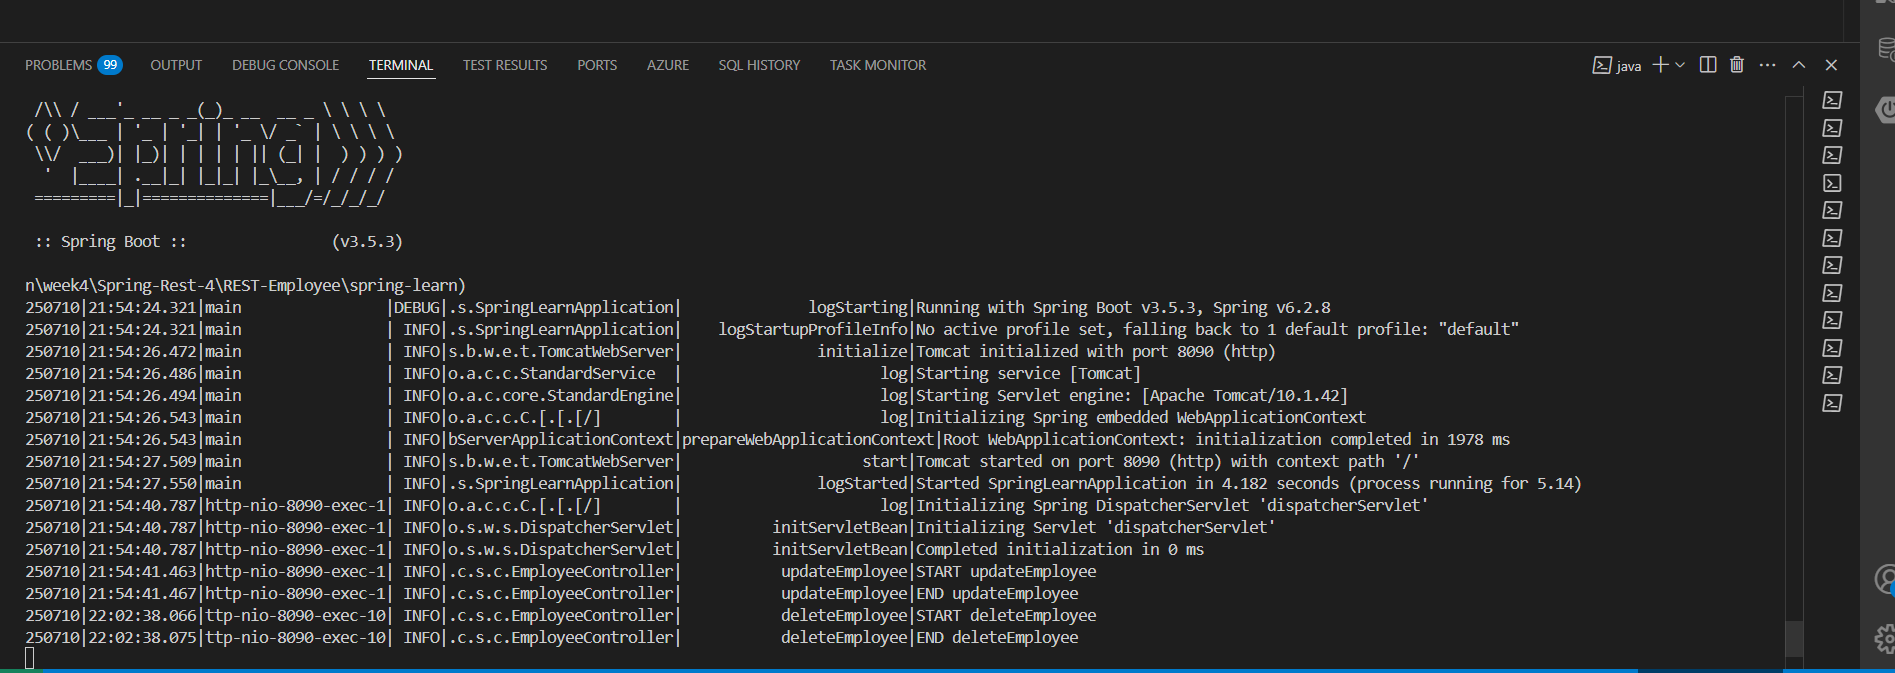 PROBLEMS 99 OUTPUT DEBUG CONSOLE TERMINAL TEST RESULTS PORTS AZURE SQL HISTORY TASK MONITOR java
 /\\ / ___'_ __ _ _(_)_ __  __ _ \ \ \ \
( ( )\___ | '_ | '_| | '_ \/ _` | \ \ \ \
 \\/  ___)| |_)| | | | | || (_| |  ) ) ) )
  '  |____| .__|_| |_|_| |_\__, | / / / /
 =========|_|==============|___/=/_/_/_/
 :: Spring Boot ::                (v3.5.3)
n\week4\Spring-Rest-4\REST-Employee\spring-learn)
250710|21:54:24.321|main                |DEBUG|.s.SpringLearnApplication|              logStarting|Running with Spring Boot v3.5.3, Spring v6.2.8
250710|21:54:24.321|main                | INFO|.s.SpringLearnApplication|    logStartupProfileInfo|No active profile set, falling back to 1 default profile: "default"
250710|21:54:26.472|main                | INFO|s.b.w.e.t.TomcatWebServer|               initialize|Tomcat initialized with port 8090 (http)
250710|21:54:26.486|main                | INFO|o.a.c.c.StandardService  |                      log|Starting service [Tomcat]
250710|21:54:26.494|main                | INFO|o.a.c.core.StandardEngine|                      log|Starting Servlet engine: [Apache Tomcat/10.1.42]
250710|21:54:26.543|main                | INFO|o.a.c.c.C.[.[.[/]        |                      log|Initializing Spring embedded WebApplicationContext
250710|21:54:26.543|main                | INFO|bServerApplicationContext|prepareWebApplicationContext|Root WebApplicationContext: initialization completed in 1978 ms
250710|21:54:27.509|main                | INFO|s.b.w.e.t.TomcatWebServer|                    start|Tomcat started on port 8090 (http) with context path '/'
250710|21:54:27.550|main                | INFO|.s.SpringLearnApplication|               logStarted|Started SpringLearnApplication in 4.182 seconds (process running for 5.14)
250710|21:54:40.787|http-nio-8090-exec-1| INFO|o.a.c.c.C.[.[.[/]        |                      log|Initializing Spring DispatcherServlet 'dispatcherServlet'
250710|21:54:40.787|http-nio-8090-exec-1| INFO|o.s.w.s.DispatcherServlet|          initServletBean|Initializing Servlet 'dispatcherServlet'
250710|21:54:40.787|http-nio-8090-exec-1| INFO|o.s.w.s.DispatcherServlet|          initServletBean|Completed initialization in 0 ms
250710|21:54:41.463|http-nio-8090-exec-1| INFO|.c.s.c.EmployeeController|           updateEmployee|START updateEmployee
250710|21:54:41.467|http-nio-8090-exec-1| INFO|.c.s.c.EmployeeController|           updateEmployee|END updateEmployee
250710|22:02:38.066|ttp-nio-8090-exec-10| INFO|.c.s.c.EmployeeController|           deleteEmployee|START deleteEmployee
250710|22:02:38.075|ttp-nio-8090-exec-10| INFO|.c.s.c.EmployeeController|           deleteEmployee|END deleteEmployee